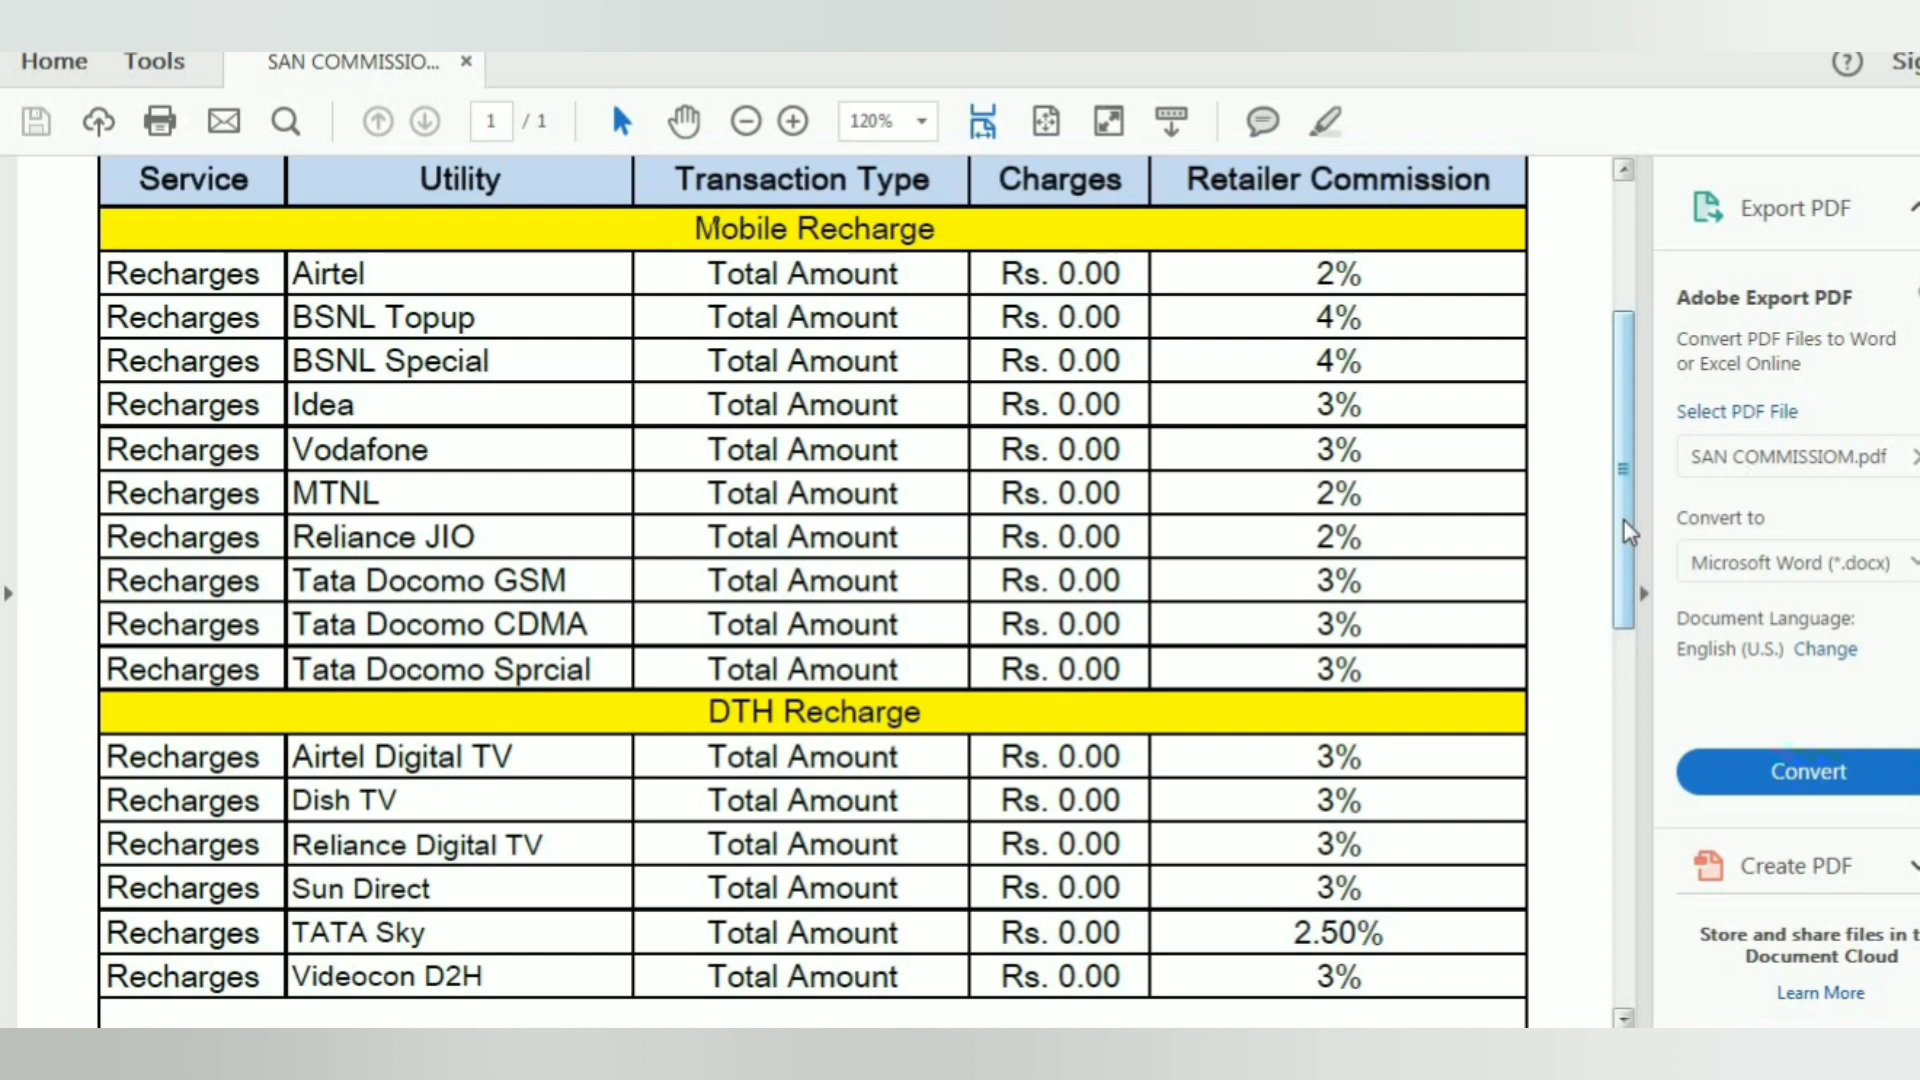 Home Tools SAN COMMISSIO... × ?
1 / 1 120%
Service Utility Transaction Type Charges Retailer Commission
Mobile Recharge
Recharges Airtel Total Amount Rs. 0.00 2%
Recharges BSNL Topup Total Amount Rs. 0.00 4%
Recharges BSNL Special Total Amount Rs. 0.00 4%
Recharges Idea Total Amount Rs. 0.00 3%
Recharges Vodafone Total Amount Rs. 0.00 3%
Recharges MTNL Total Amount Rs. 0.00 2%
Recharges Reliance JIO Total Amount Rs. 0.00 2%
Recharges Tata Docomo GSM Total Amount Rs. 0.00 3%
Recharges Tata Docomo CDMA Total Amount Rs. 0.00 3%
Recharges Tata Docomo Sprcial Total Amount Rs. 0.00 3%
DTH Recharge
Recharges Airtel Digital TV Total Amount Rs. 0.00 3%
Recharges Dish TV Total Amount Rs. 0.00 3%
Recharges Reliance Digital TV Total Amount Rs. 0.00 3%
Recharges Sun Direct Total Amount Rs. 0.00 3%
Recharges TATA Sky Total Amount Rs. 0.00 2.50%
Recharges Videocon D2H Total Amount Rs. 0.00 3%
Export PDF
Adobe Export PDF
Convert PDF Files to Word
or Excel Online
Select PDF File
SAN COMMISSIOM.pdf
Convert to
Microsoft Word (*.docx)
Document Language:
English (U.S.) Change
Convert
Create PDF
Store and share files in
Document Cloud
Learn More